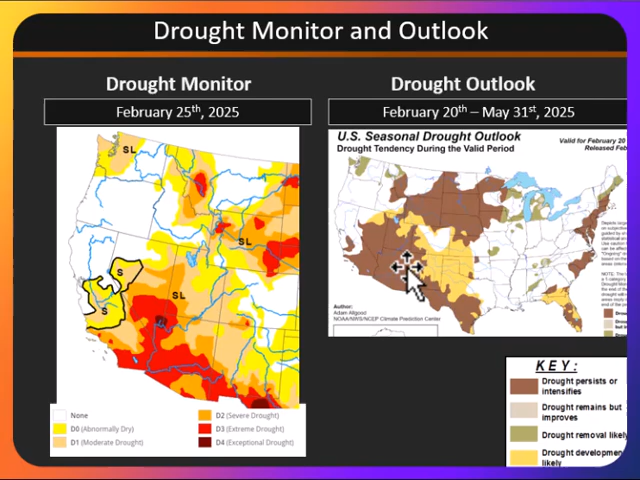 Drought Monitor and Outlook
Drought Monitor
February 25th, 2025
SL
SL
S
SL
S
None
D0 (Abnormally Dry)
D1 (Moderate Drought)
D2 (Severe Drought)
D3 (Extreme Drought)
D4 (Exceptional Drought)
Drought Outlook
February 20th – May 31st, 2025
U.S. Seasonal Drought Outlook
Drought Tendency During the Valid Period
Valid for February 20
Released Feb
Author:
Adam Allgood
NOAA/NWS/NCEP Climate Prediction Center
KEY:
Drought persists or
intensifies
Drought remains but
improves
Drought removal likely
Drought developmen
likely